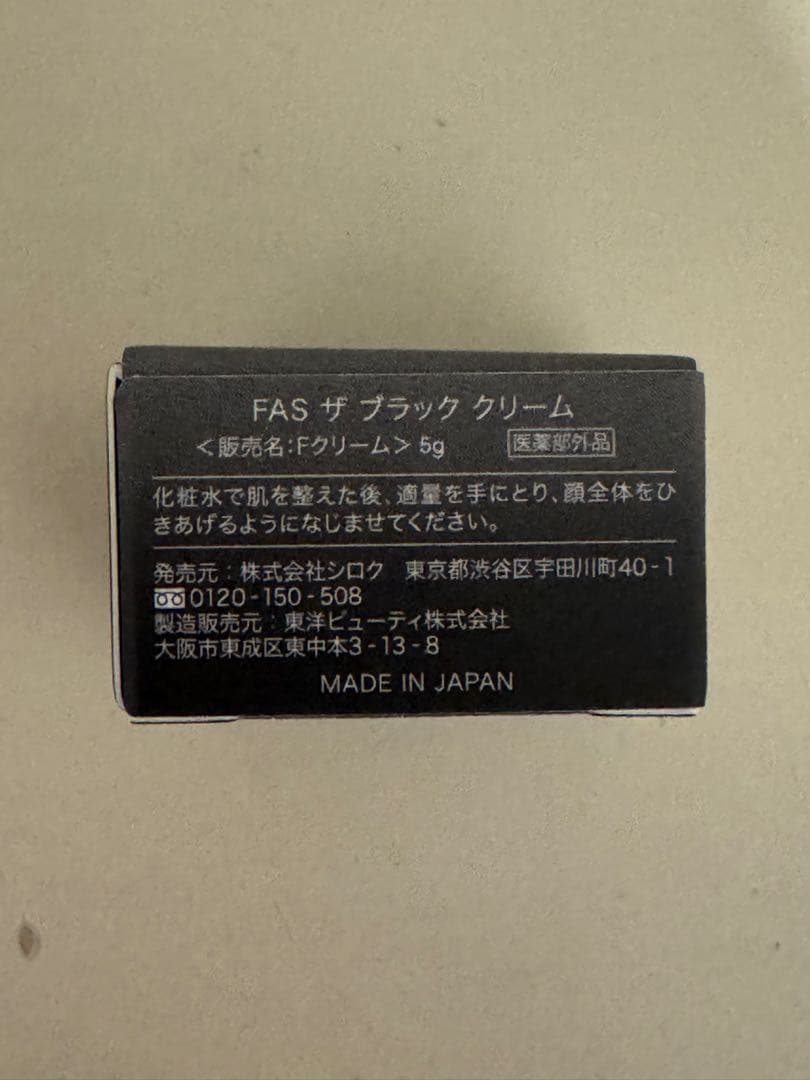 FAS ザ ブラック クリーム
＜販売名:Fクリーム＞ 5g 医薬部外品
化粧水で肌を整えた後、適量を手にとり、顔全体をひ
きあげるようになじませてください。
発売元：株式会社シロク 東京都渋谷区宇田川町40-1
0120-150-508
製造販売元：東洋ビューティ株式会社
大阪市東成区東中本3-13-8
MADE IN JAPAN